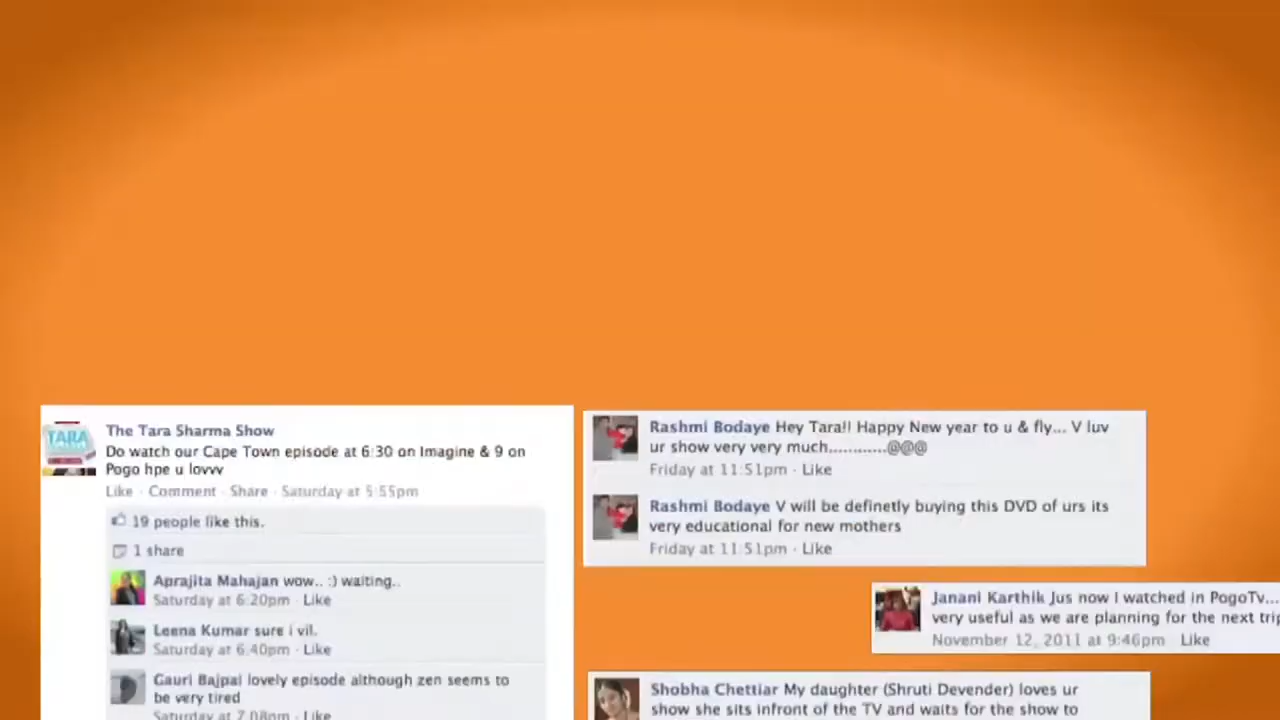 TARA
The Tara Sharma Show
Do watch our Cape Town episode at 6:30 on Imagine & 9 on
Pogo hpe u lovvv
Like · Comment · Share · Saturday at 5:55pm
19 people like this.
1 share
Aprajita Mahajan wow.. :) waiting..
Saturday at 6:20pm · Like
Leena Kumar sure i vil.
Saturday at 6:40pm · Like
Gauri Bajpai lovely episode although zen seems to
be very tired
Saturday at 7:08pm · Like
Rashmi Bodaye Hey Tara!! Happy New year to u & fly... V luv
ur show very very much............@@@
Friday at 11:51pm · Like
Rashmi Bodaye V will be definetly buying this DVD of urs its
very educational for new mothers
Friday at 11:51pm · Like
Janani Karthik Jus now I watched in PogoTv...
very useful as we are planning for the next trip
November 12, 2011 at 9:46pm · Like
Shobha Chettiar My daughter (Shruti Devender) loves ur
show she sits infront of the TV and waits for the show to